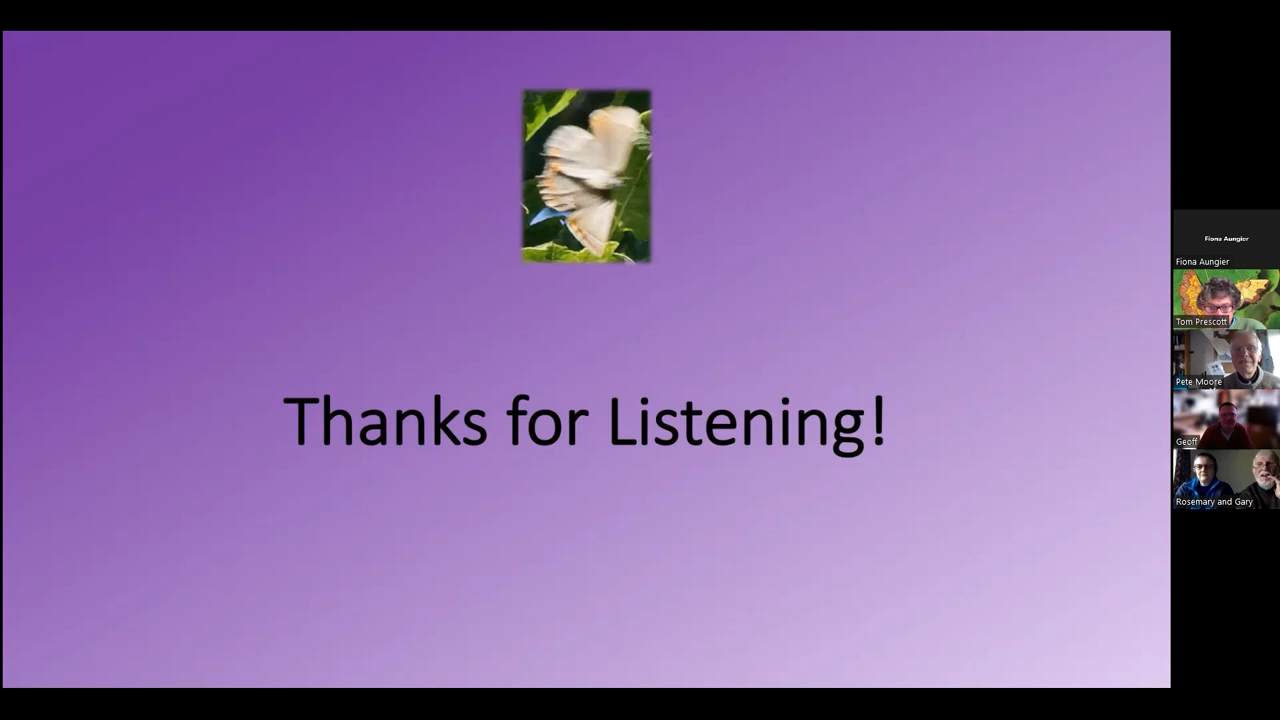 Thanks for Listening!
Fiona Aungier
Fiona Aungier
Tom Prescott
Pete Moore
Geoff
Rosemary and Gary